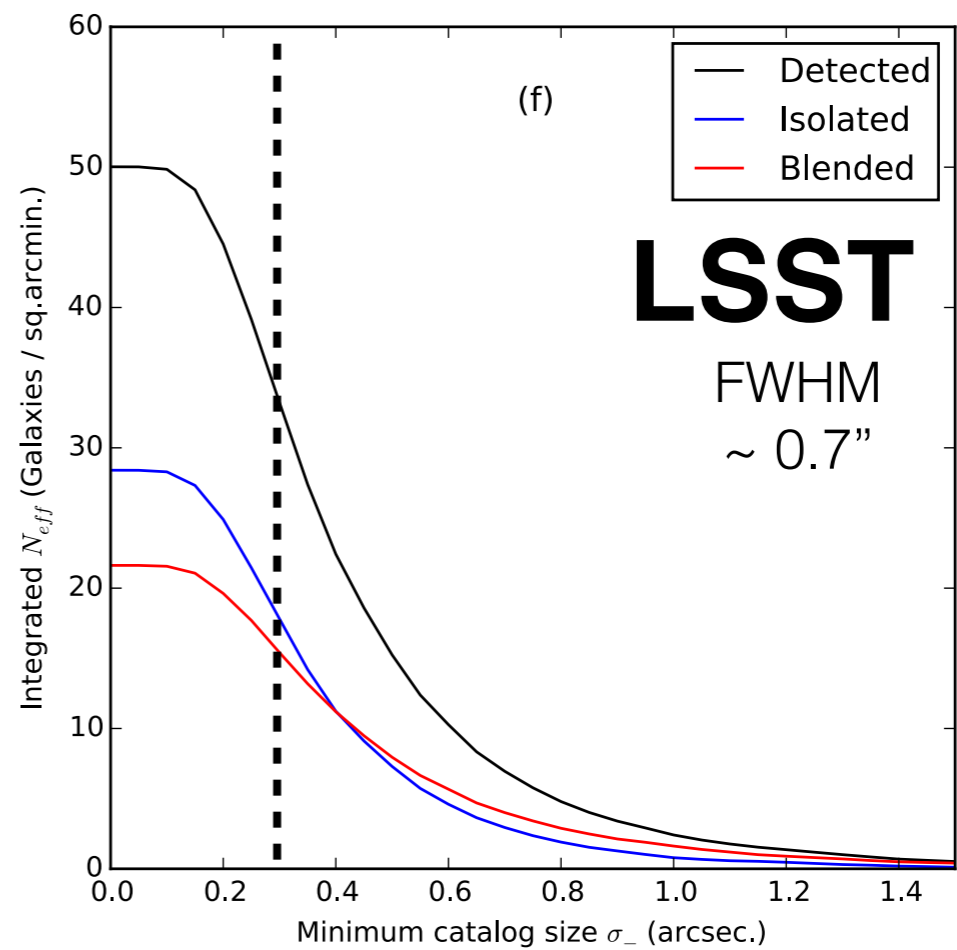 60
50
40
30
20
10
0
Integrated N_eff (Galaxies / sq.arcmin.)
(f)
Detected
Isolated
Blended
LSST
FWHM
~ 0.7”
0.0 0.2 0.4 0.6 0.8 1.0 1.2 1.4
Minimum catalog size σ_− (arcsec.)